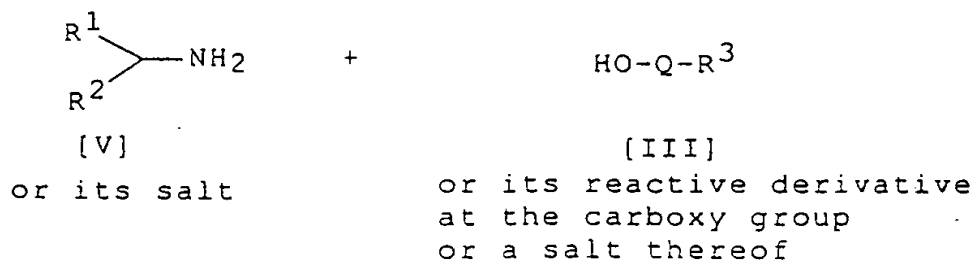 R1
NH2 + HO-Q-R3
R2
[V] [III]
or its salt or its reactive derivative
at the carboxy group
or a salt thereof